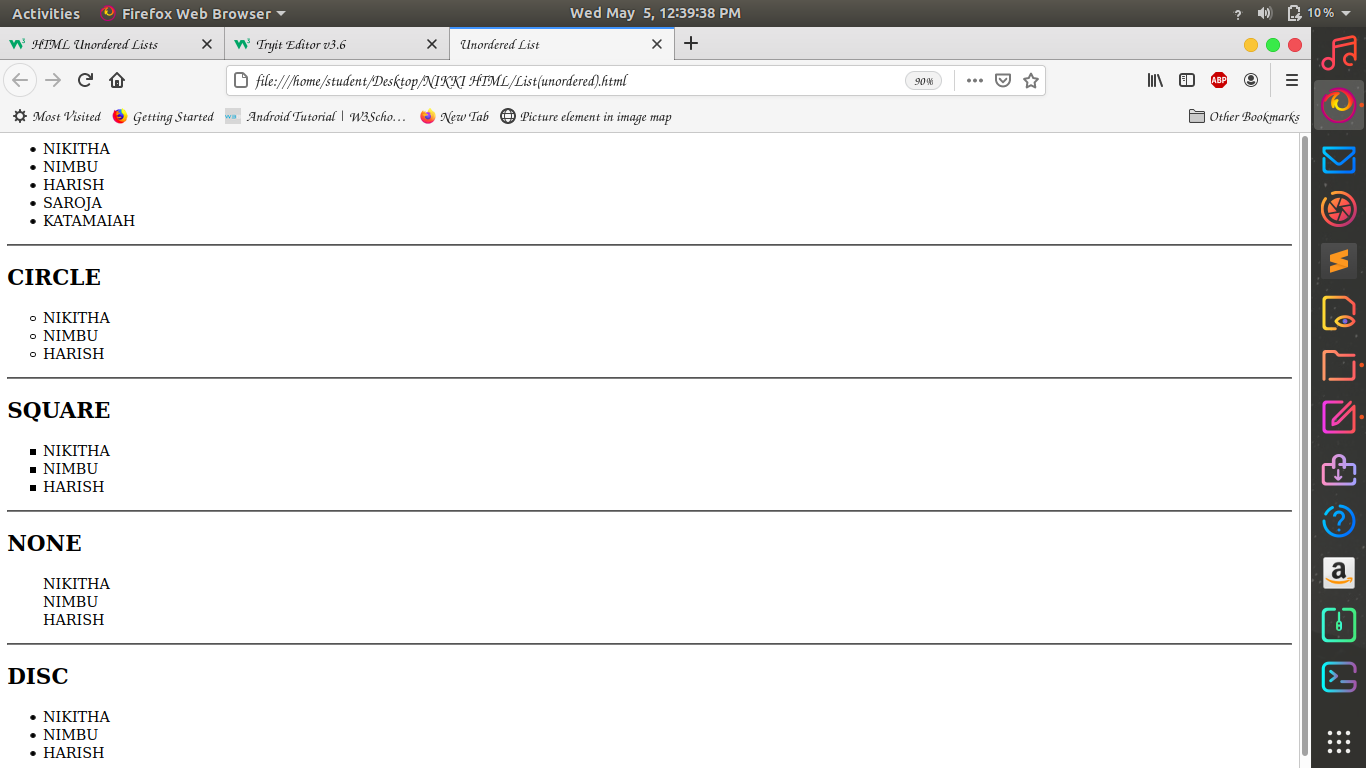 Activities Firefox Web Browser Wed May 5, 12:39:38 PM ? 10 %
HTML Unordered Lists Tryit Editor v3.6 Unordered List
file:///home/student/Desktop/NIKKI HTML/List(unordered).html 90% ABP
Most Visited Getting Started Android Tutorial | W3Scho… New Tab Picture element in image map Other Bookmarks
NIKITHA
NIMBU
HARISH
SAROJA
KATAMAIAH
CIRCLE
NIKITHA
NIMBU
HARISH
SQUARE
NIKITHA
NIMBU
HARISH
NONE
NIKITHA
NIMBU
HARISH
DISC
NIKITHA
NIMBU
HARISH